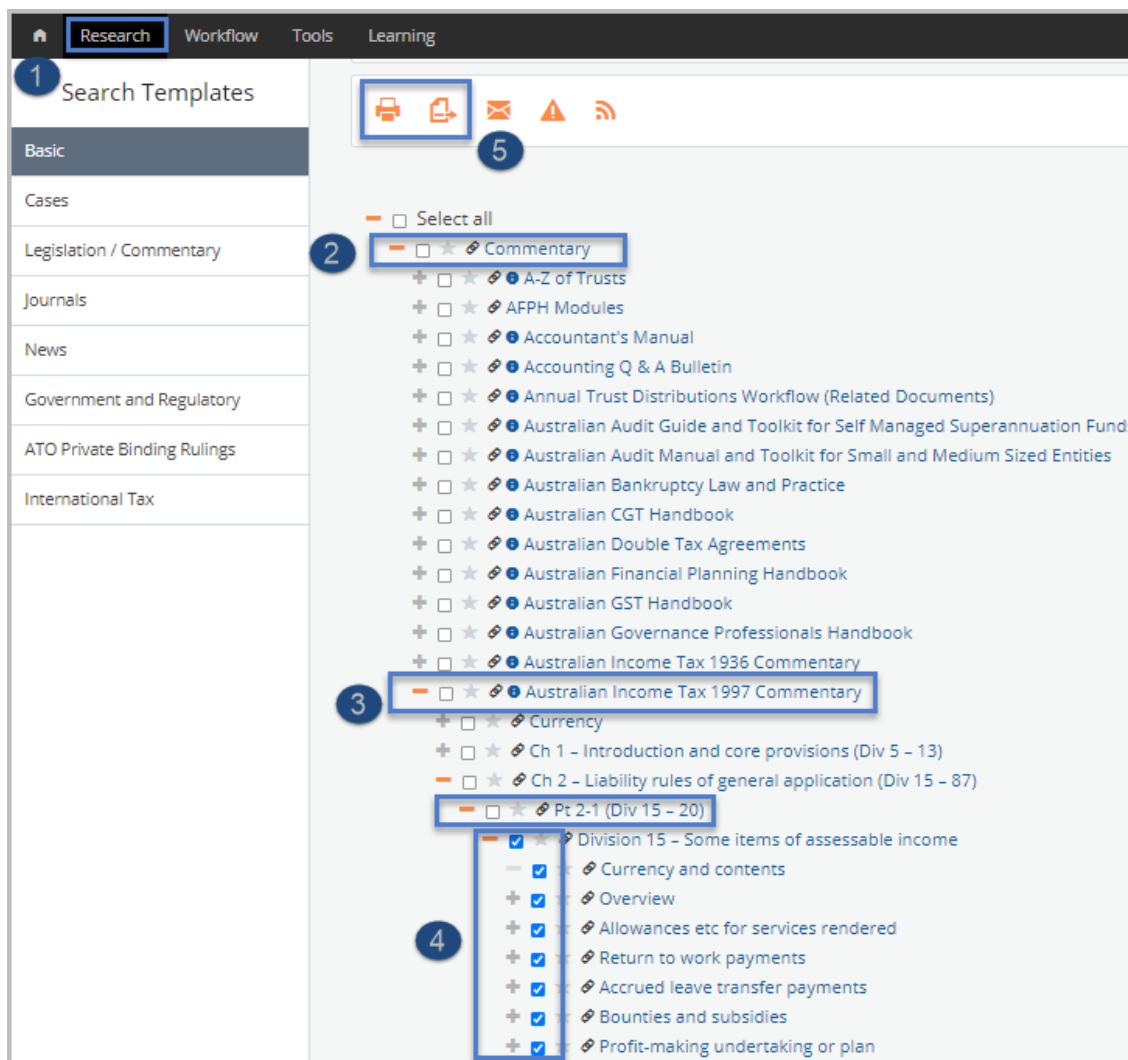 Research Workflow Tools Learning
1
Search Templates
5
Basic
Cases
Legislation / Commentary
Journals
News
Government and Regulatory
ATO Private Binding Rulings
International Tax
Select all
2
Commentary
A-Z of Trusts
AFPH Modules
Accountant's Manual
Accounting Q & A Bulletin
Annual Trust Distributions Workflow (Related Documents)
Australian Audit Guide and Toolkit for Self Managed Superannuation Fund
Australian Audit Manual and Toolkit for Small and Medium Sized Entities
Australian Bankruptcy Law and Practice
Australian CGT Handbook
Australian Double Tax Agreements
Australian Financial Planning Handbook
Australian GST Handbook
Australian Governance Professionals Handbook
Australian Income Tax 1936 Commentary
3
Australian Income Tax 1997 Commentary
Currency
Ch 1 – Introduction and core provisions (Div 5 – 13)
Ch 2 – Liability rules of general application (Div 15 – 87)
Pt 2-1 (Div 15 – 20)
Division 15 – Some items of assessable income
Currency and contents
Overview
4
Allowances etc for services rendered
Return to work payments
Accrued leave transfer payments
Bounties and subsidies
Profit-making undertaking or plan